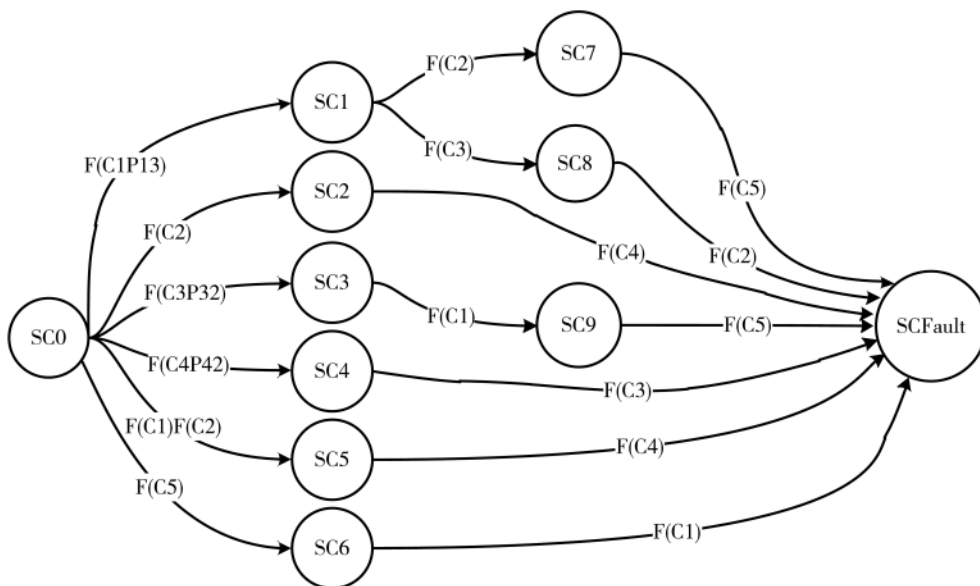 SC7
F(C2)
SC1
F(C3)
SC8
F(C1P13)
F(C5)
SC2
F(C2)
F(C4)
F(C2)
SC3
F(C3P32)
F(C1)
SC9
F(C5)
SCFault
SC0
F(C4P42)
SC4
F(C3)
F(C1)F(C2)
SC5
F(C4)
F(C5)
SC6
F(C1)